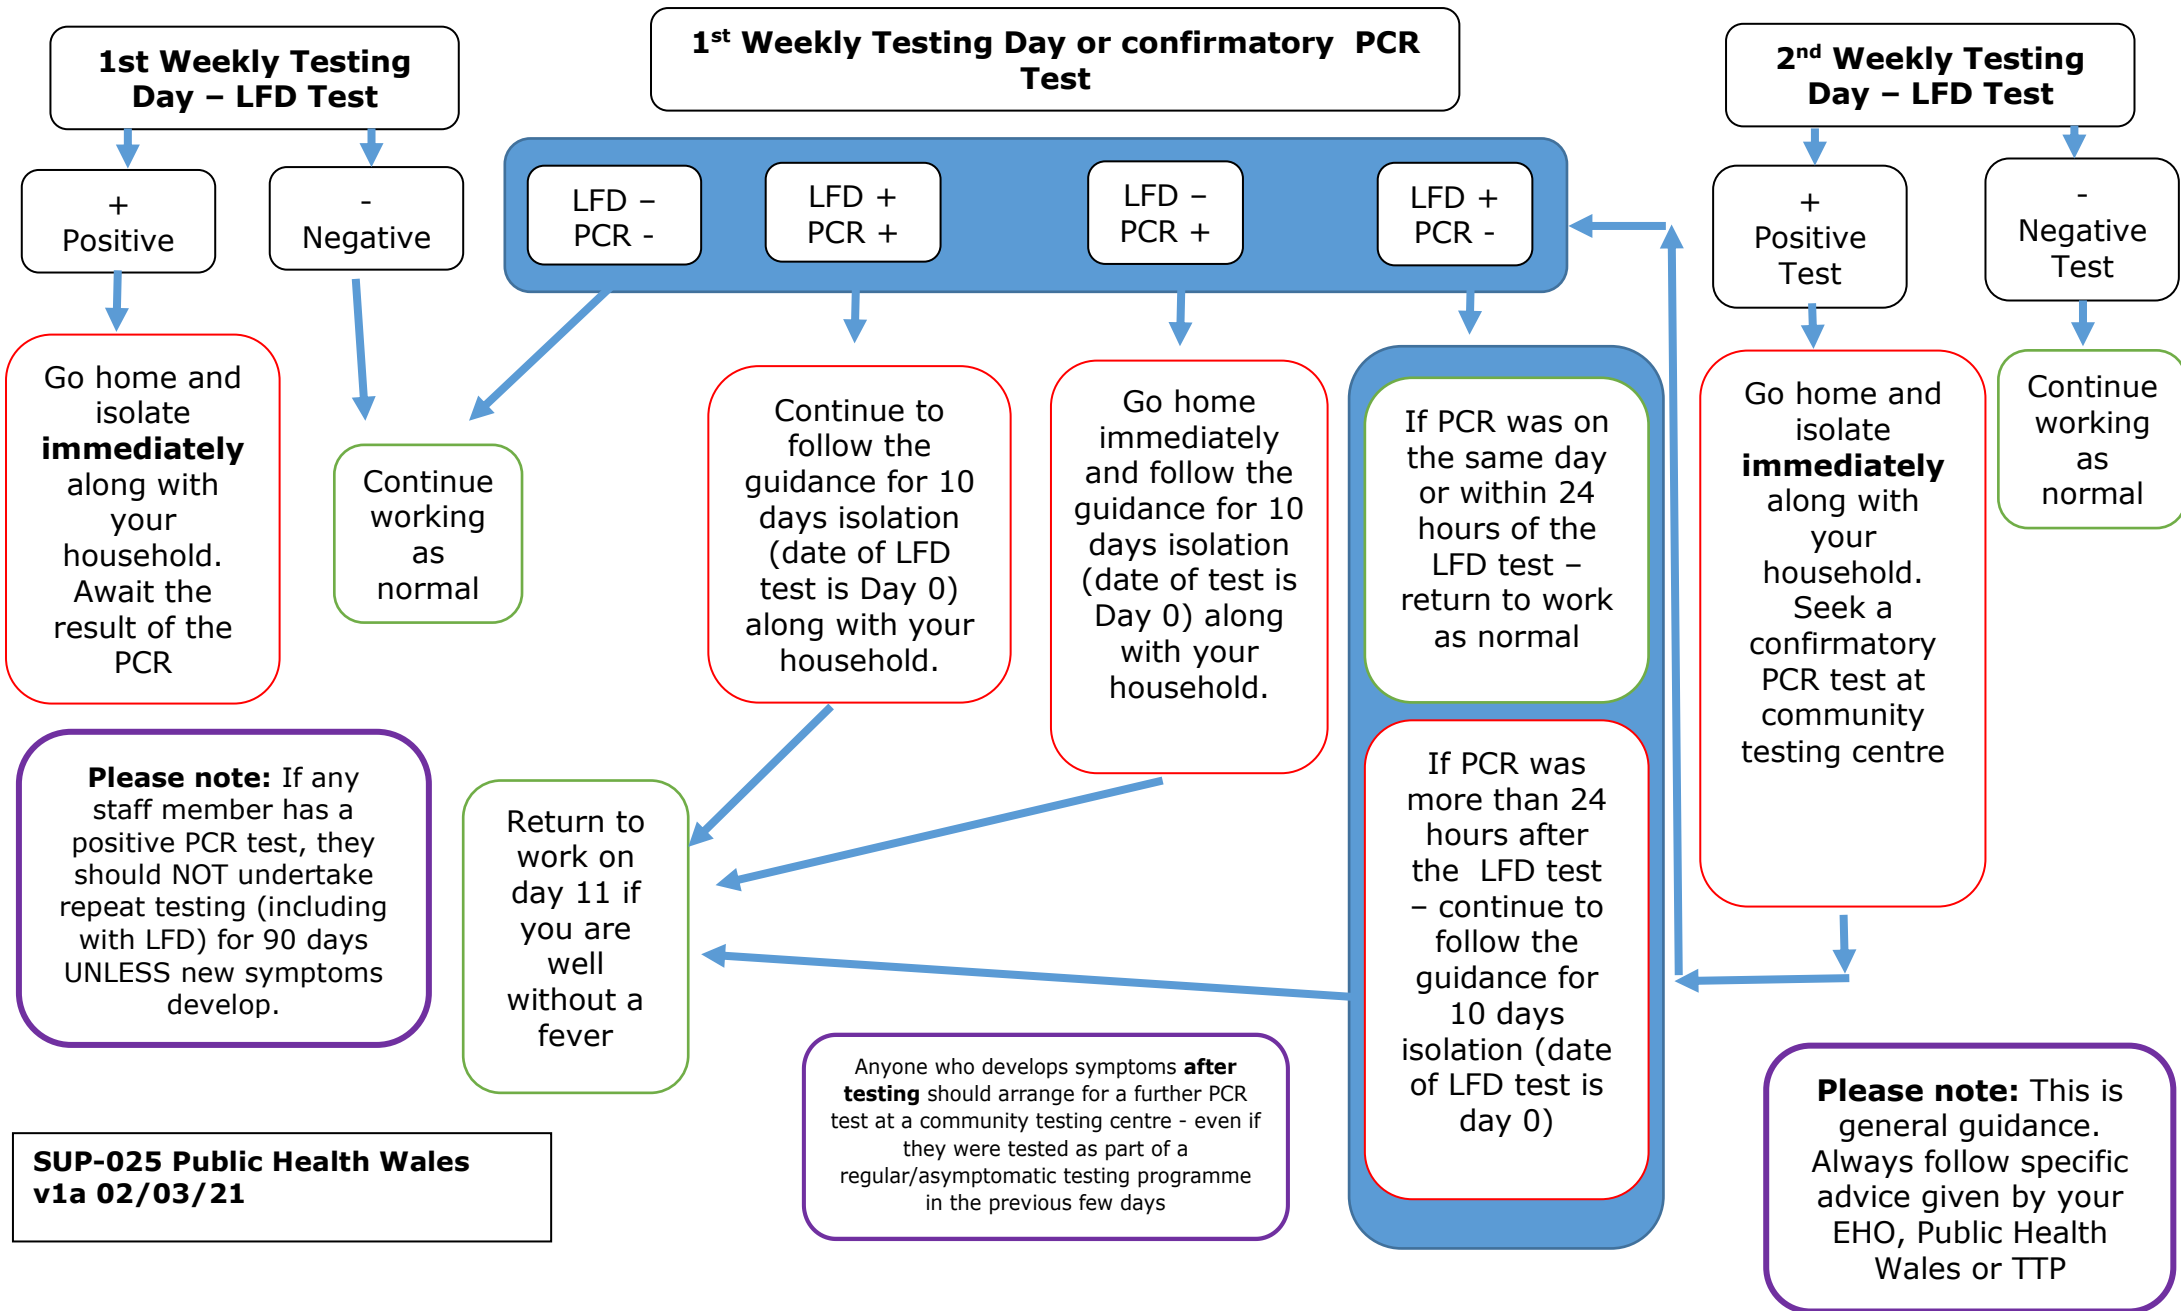 1st Weekly Testing
Day – LFD Test
1st Weekly Testing Day or confirmatory  PCR
Test
2nd Weekly Testing
Day – LFD Test
+
Positive
-
Negative
LFD –
PCR -
LFD +
PCR +
LFD –
PCR +
LFD +
PCR -
+
Positive
Test
-
Negative
Test
Go home and
isolate
immediately
along with
your
household.
Await the
result of the
PCR
Continue
working
as
normal
Continue to
follow the
guidance for 10
days isolation
(date of LFD
test is Day 0)
along with your
household.
Go home
immediately
and follow the
guidance for 10
days isolation
(date of test is
Day 0) along
with your
household.
If PCR was on
the same day
or within 24
hours of the
LFD test –
return to work
as normal
Go home and
isolate
immediately
along with
your
household.
Seek a
confirmatory
PCR test at
community
testing centre
Continue
working
as
normal
Please note: If any
staff member has a
positive PCR test, they
should NOT undertake
repeat testing (including
with LFD) for 90 days
UNLESS new symptoms
develop.
Return to
work on
day 11 if
you are
well
without a
fever
If PCR was
more than 24
hours after
the  LFD test
– continue to
follow the
guidance for
10 days
isolation (date
of LFD test is
day 0)
Anyone who develops symptoms after
testing should arrange for a further PCR
test at a community testing centre - even if
they were tested as part of a
regular/asymptomatic testing programme
in the previous few days
Please note: This is
general guidance.
Always follow specific
advice given by your
EHO, Public Health
Wales or TTP
SUP-025 Public Health Wales
v1a 02/03/21